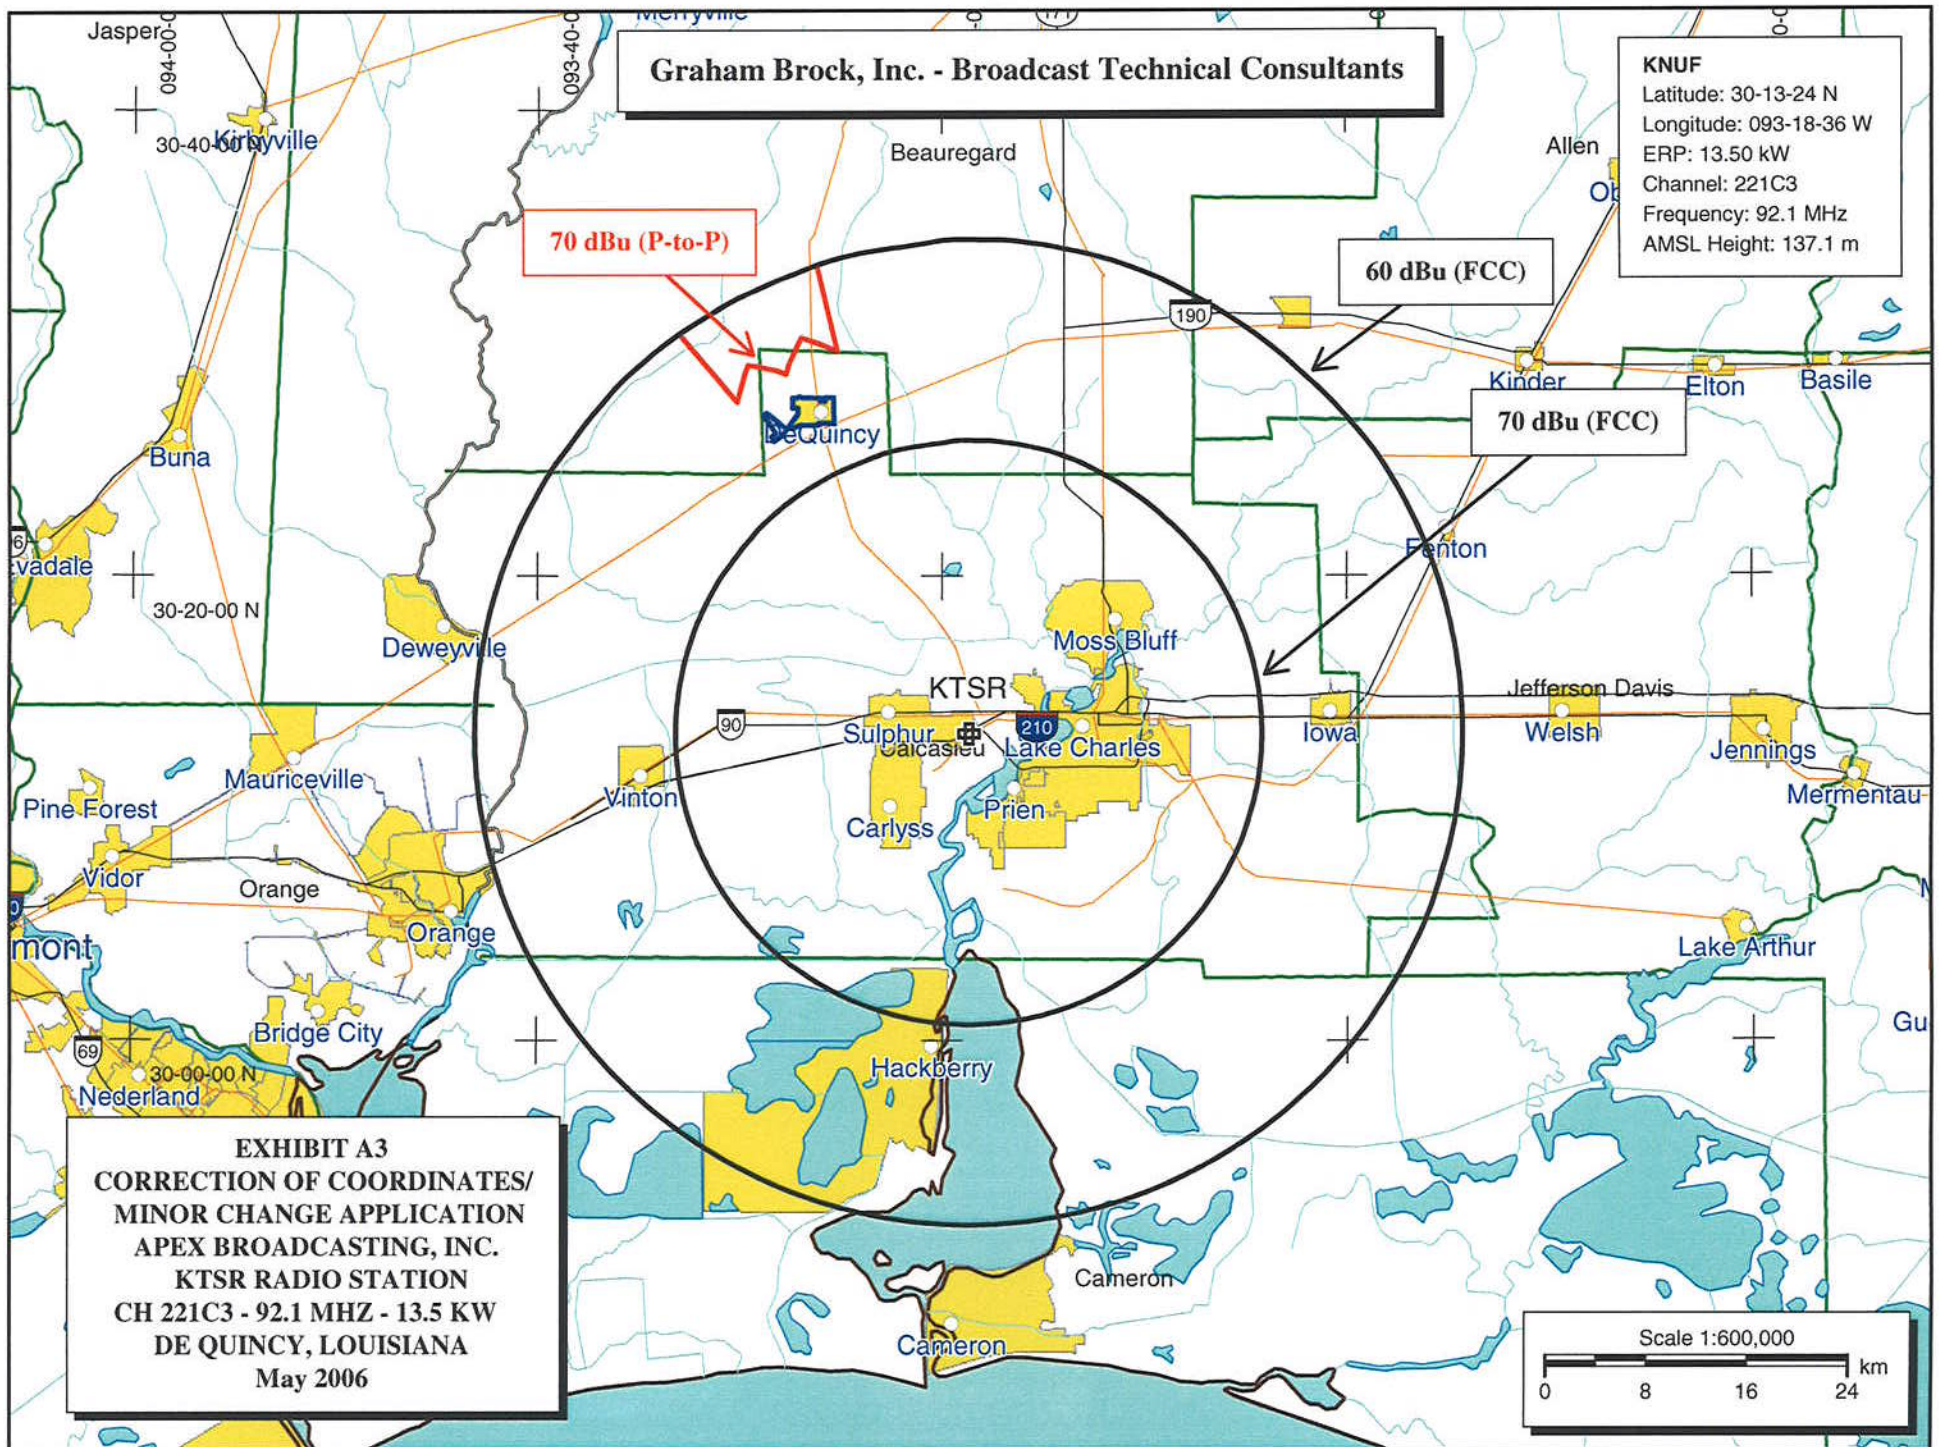 Merryville
171
Jasper
094-00-0
093-40-0
Graham Brock, Inc. - Broadcast Technical Consultants
KNUF
Latitude: 30-13-24 N
Longitude: 093-18-36 W
ERP: 13.50 kW
Channel: 221C3
Frequency: 92.1 MHz
AMSL Height: 137.1 m
Kirbyville
30-40-00 N
Beauregard
Allen
Ob
70 dBu (P-to-P)
60 dBu (FCC)
190
Kinder
Elton
Basile
70 dBu (FCC)
DeQuincy
Buna
Fenton
vadale
30-20-00 N
Deweyville
Moss Bluff
KTSR
Jefferson Davis
90
Sulphur
210
Calcasieu
Lake Charles
Iowa
Welsh
Jennings
Mauriceville
Vinton
Pine Forest
Prien
Mermentau
Carlyss
Vidor
Orange
Orange
mont
Lake Arthur
Bridge City
Gu
69
30-00-00 N
Nederland
Hackberry
EXHIBIT A3
CORRECTION OF COORDINATES/
MINOR CHANGE APPLICATION
APEX BROADCASTING, INC.
KTSR RADIO STATION
CH 221C3 - 92.1 MHZ - 13.5 KW
DE QUINCY, LOUISIANA
May 2006
Cameron
Cameron
Scale 1:600,000
km
0 8 16 24